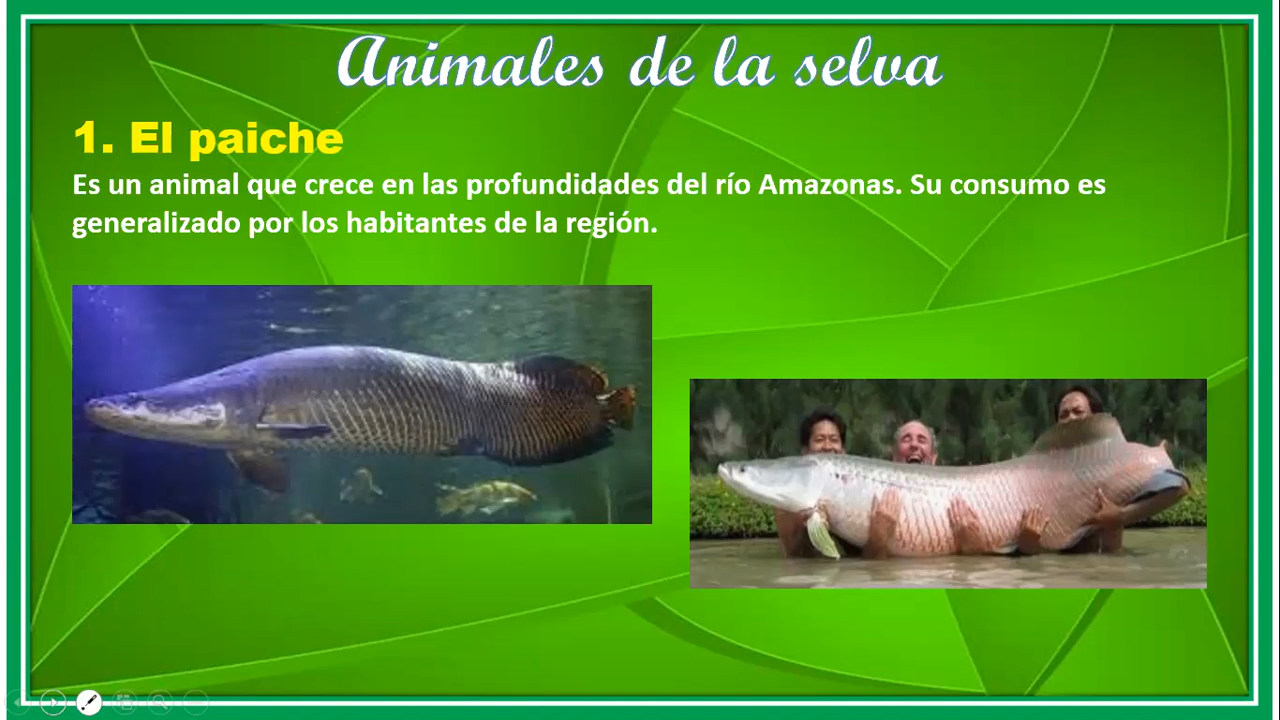 Animales de la selva
1. El paiche
Es un animal que crece en las profundidades del río Amazonas. Su consumo es
generalizado por los habitantes de la región.